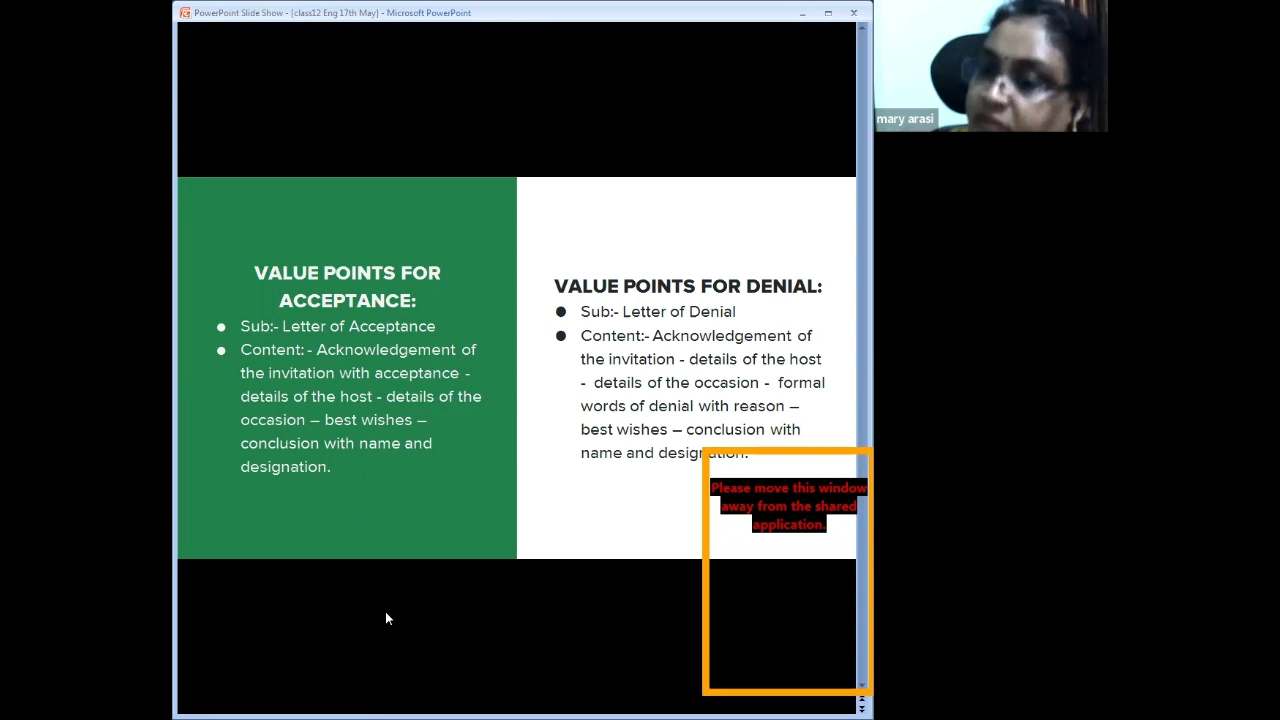 PowerPoint Slide Show - [class12 Eng 17th May] - Microsoft PowerPoint
mary arasi
VALUE POINTS FOR
ACCEPTANCE:
● Sub:- Letter of Acceptance
● Content: - Acknowledgement of
the invitation with acceptance -
details of the host - details of the
occasion – best wishes –
conclusion with name and
designation.
VALUE POINTS FOR DENIAL:
● Sub:- Letter of Denial
● Content:- Acknowledgement of
the invitation - details of the host
- details of the occasion - formal
words of denial with reason –
best wishes – conclusion with
name and designation.
Please move this window
away from the shared
application.